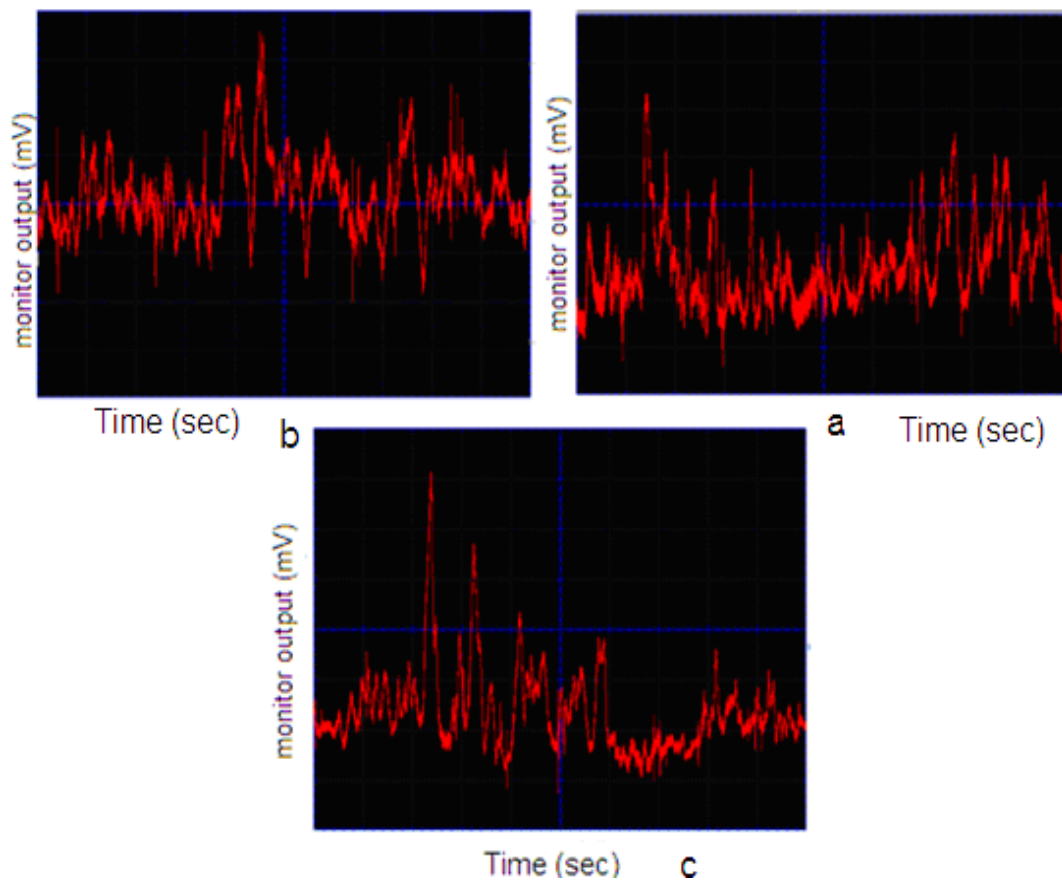 monitor output (mV)
monitor output (mV)
Time (sec)
b
a
Time (sec)
monitor output (mV)
Time (sec)
c